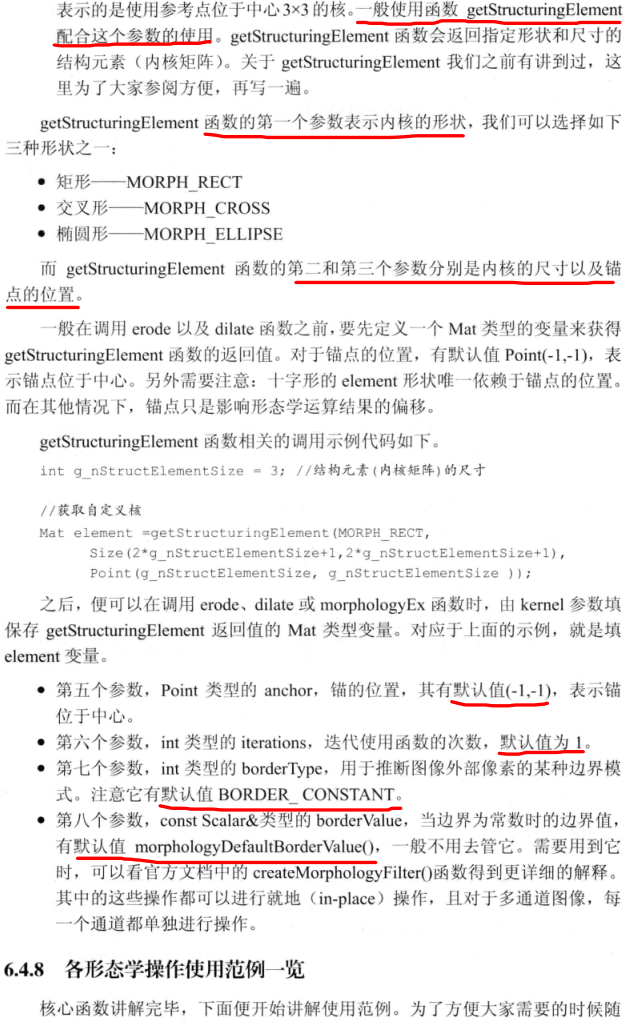 表示的是使用参考点位于中心3×3的核。一般使用函数 getStructuringElement
配合这个参数的使用。getStructuringElement 函数会返回指定形状和尺寸的
结构元素（内核矩阵）。关于 getStructuringElement 我们之前有讲到过，这
里为了大家参阅方便，再写一遍。
getStructuringElement 函数的第一个参数表示内核的形状，我们可以选择如下
三种形状之一：
● 矩形——MORPH_RECT
● 交叉形——MORPH_CROSS
● 椭圆形——MORPH_ELLIPSE
而 getStructuringElement 函数的第二和第三个参数分别是内核的尺寸以及锚
点的位置。
一般在调用 erode 以及 dilate 函数之前，要先定义一个 Mat 类型的变量来获得
getStructuringElement 函数的返回值。对于锚点的位置，有默认值 Point(-1,-1)，表
示锚点位于中心。另外需要注意：十字形的 element 形状唯一依赖于锚点的位置。
而在其他情况下，锚点只是影响形态学运算结果的偏移。
getStructuringElement 函数相关的调用示例代码如下。
int g_nStructElementSize = 3; //结构元素(内核矩阵)的尺寸
//获取自定义核
Mat element =getStructuringElement(MORPH_RECT,
Size(2*g_nStructElementSize+1,2*g_nStructElementSize+1),
Point(g_nStructElementSize, g_nStructElementSize ));
之后，便可以在调用 erode、dilate 或 morphologyEx 函数时，由 kernel 参数填
保存 getStructuringElement 返回值的 Mat 类型变量。对应于上面的示例，就是填
element 变量。
● 第五个参数，Point 类型的 anchor，锚的位置，其有默认值(-1,-1)，表示锚
位于中心。
● 第六个参数，int 类型的 iterations，迭代使用函数的次数，默认值为 1。
● 第七个参数，int 类型的 borderType，用于推断图像外部像素的某种边界模
式。注意它有默认值 BORDER_ CONSTANT。
● 第八个参数，const Scalar&类型的 borderValue，当边界为常数时的边界值，
有默认值 morphologyDefaultBorderValue()，一般不用去管它。需要用到它
时，可以看官方文档中的 createMorphologyFilter()函数得到更详细的解释。
其中的这些操作都可以进行就地（in-place）操作，且对于多通道图像，每
一个通道都单独进行操作。
6.4.8 各形态学操作使用范例一览
核心函数讲解完毕，下面便开始讲解使用范例。为了方便大家需要的时候随